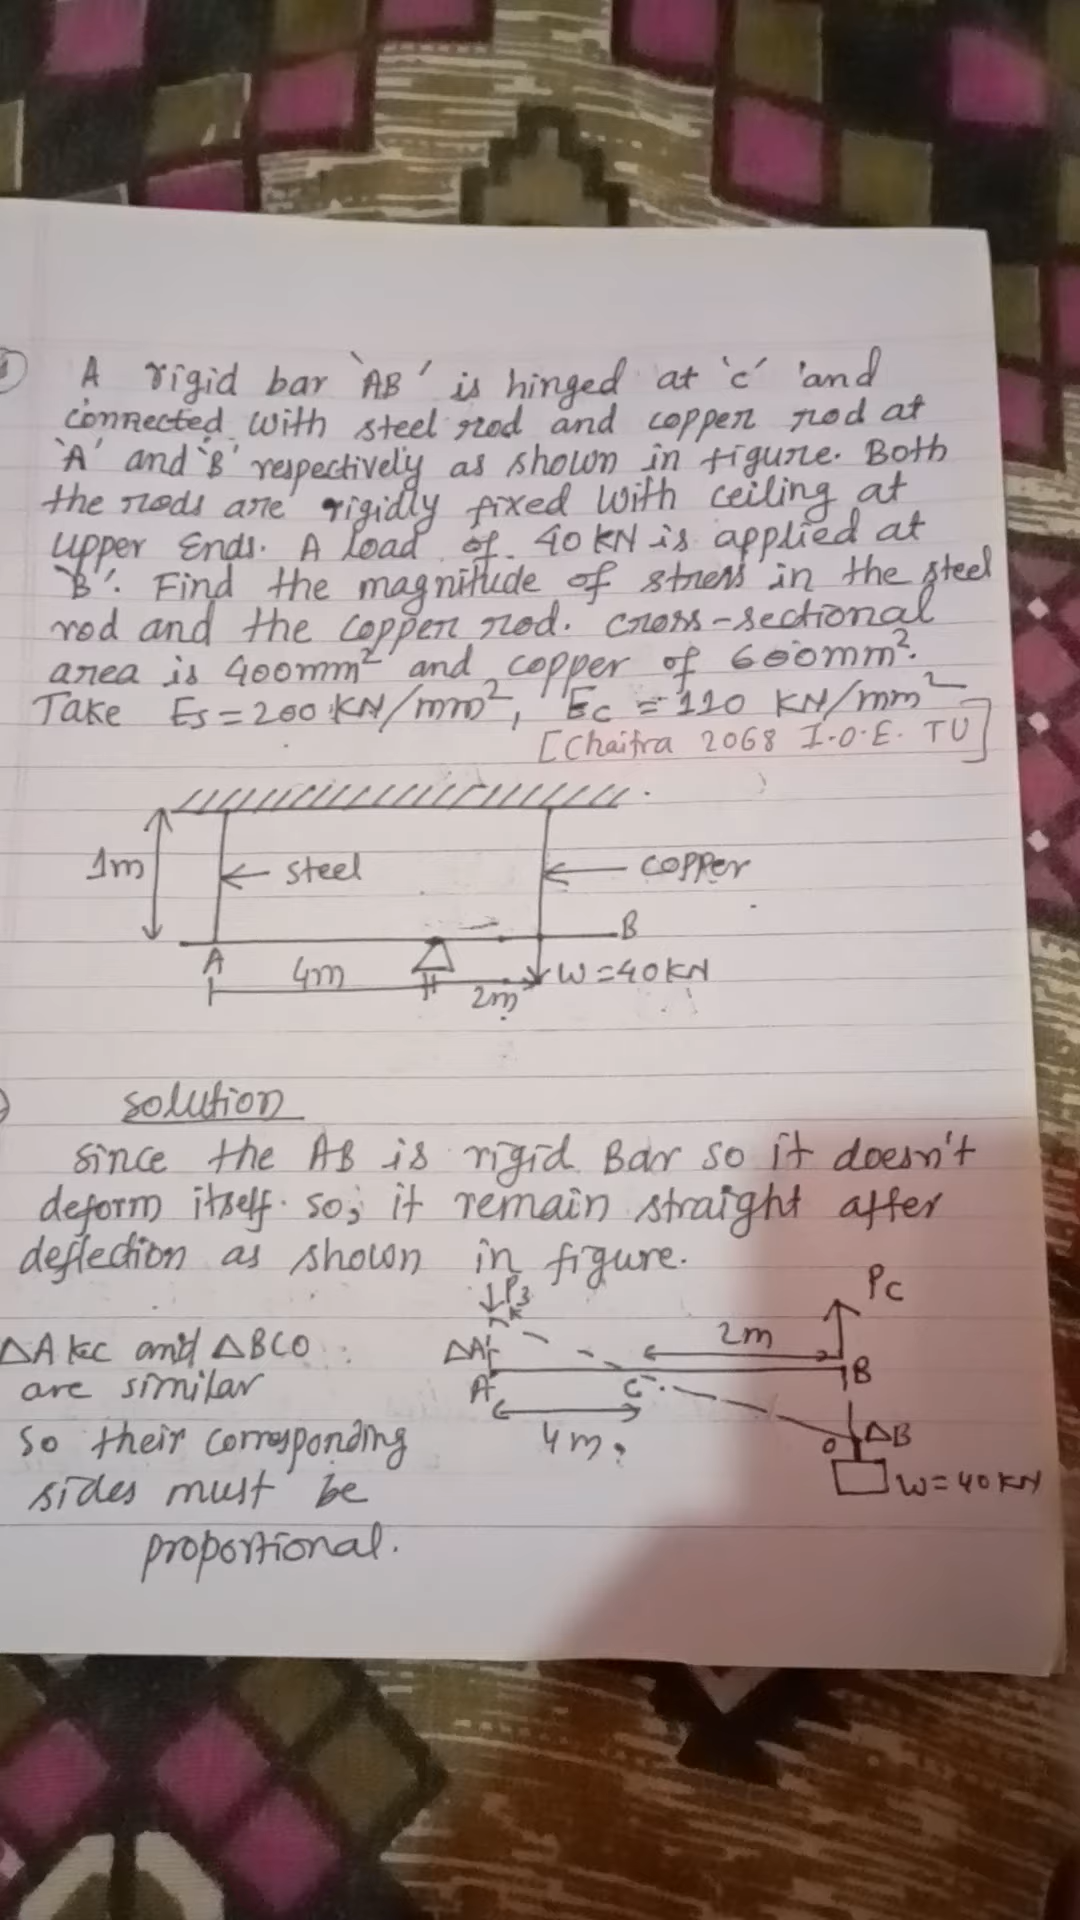 A rigid bar `AB' is hinged at 'c' 'and
connected with steel rod and copper rod at
`A' and `B' respectively as shown in figure. Both
the rods are rigidly fixed with ceiling at
upper Ends. A load of 40 KN is applied at
`B'. Find the magnitude of stress in the steel
rod and the copper rod. cross-sectional
area is 400mm² and copper of 600mm².
Take Es = 200 KN/mm², Ec = 110 KN/mm²
[Chaitra 2068 I.O.E. TU]
1m
steel
copper
B
A
4m
2m
W = 40KN
solution
since the AB is rigid Bar so it doesn't
deform itself. so; it remain straight after
deflection as shown in figure.
ΔAKC and ΔBCO
are similar
so their corresponding
sides must be
proportional.
K
ΔA
A
C
4m
2m
Pc
B
ΔB
o
W = 40KN